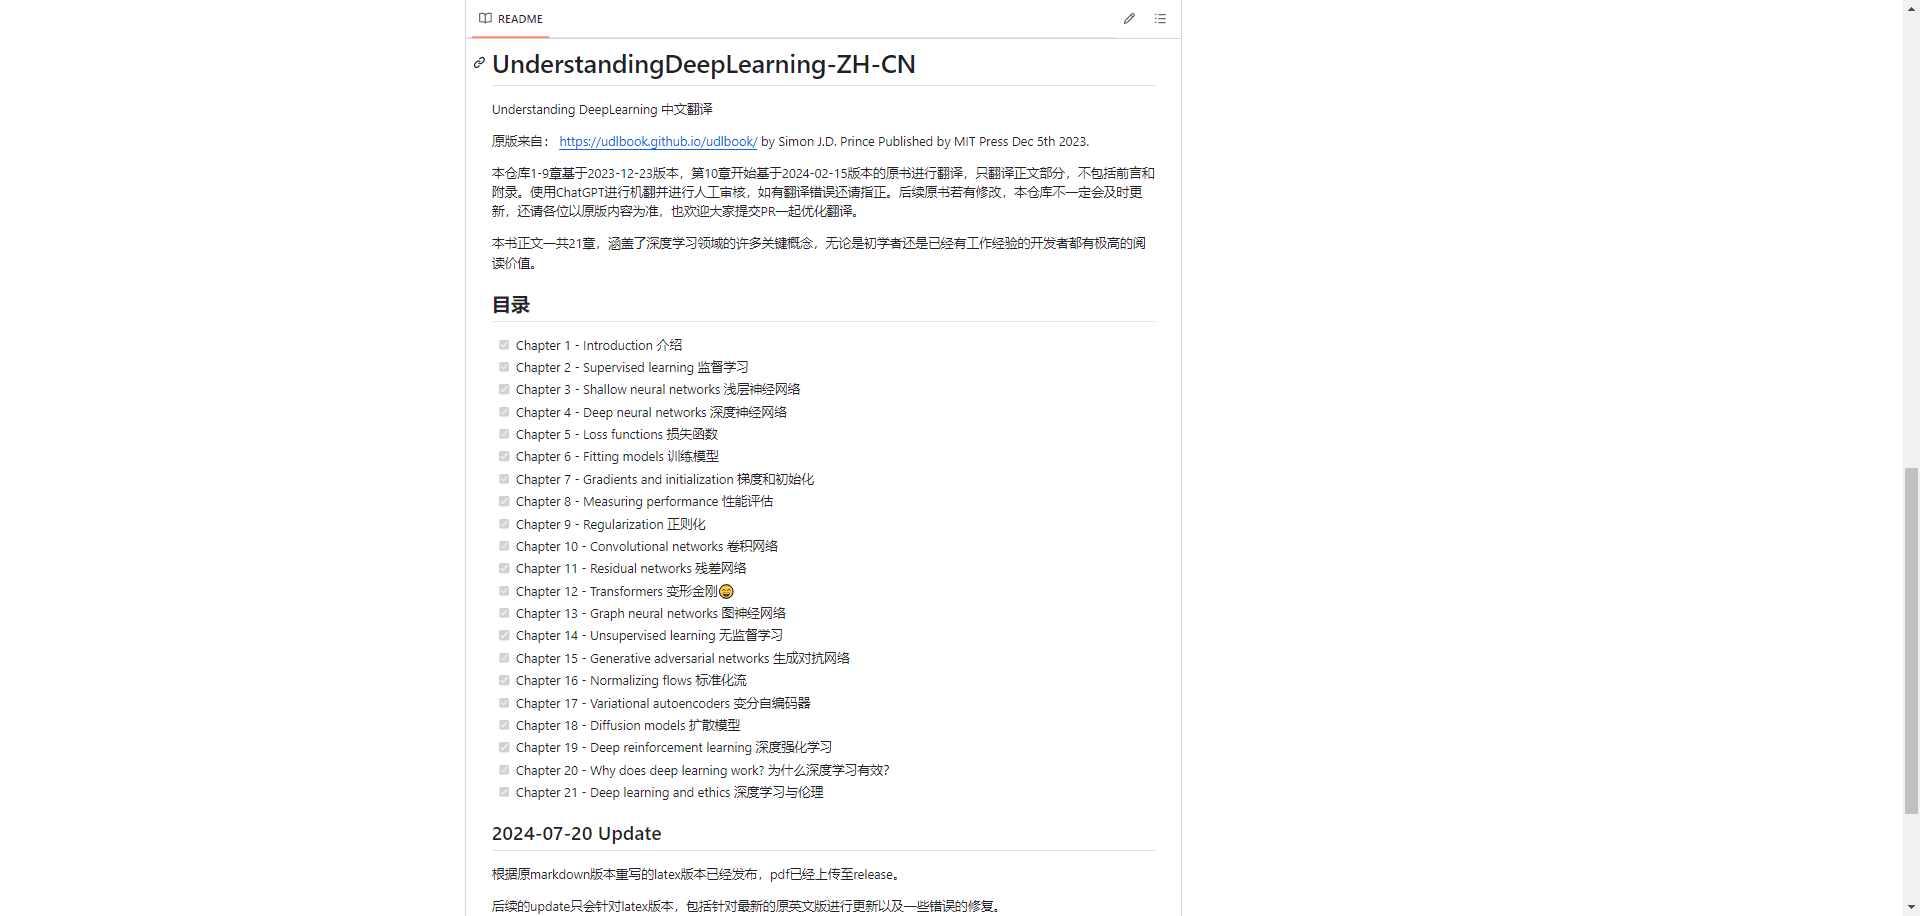 README
UnderstandingDeepLearning-ZH-CN
Understanding DeepLearning 中文翻译
原版来自： https://udlbook.github.io/udlbook/ by Simon J.D. Prince Published by MIT Press Dec 5th 2023.
本仓库1-9章基于2023-12-23版本，第10章开始基于2024-02-15版本的原书进行翻译，只翻译正文部分，不包括前言和
附录。使用ChatGPT进行机翻并进行人工审核，如有翻译错误还请指正。后续原书若有修改，本仓库不一定会及时更
新，还请各位以原版内容为准，也欢迎大家提交PR一起优化翻译。
本书正文一共21章，涵盖了深度学习领域的许多关键概念，无论是初学者还是已经有工作经验的开发者都有极高的阅
读价值。
目录
Chapter 1 - Introduction 介绍
Chapter 2 - Supervised learning 监督学习
Chapter 3 - Shallow neural networks 浅层神经网络
Chapter 4 - Deep neural networks 深度神经网络
Chapter 5 - Loss functions 损失函数
Chapter 6 - Fitting models 训练模型
Chapter 7 - Gradients and initialization 梯度和初始化
Chapter 8 - Measuring performance 性能评估
Chapter 9 - Regularization 正则化
Chapter 10 - Convolutional networks 卷积网络
Chapter 11 - Residual networks 残差网络
Chapter 12 - Transformers 变形金刚😄
Chapter 13 - Graph neural networks 图神经网络
Chapter 14 - Unsupervised learning 无监督学习
Chapter 15 - Generative adversarial networks 生成对抗网络
Chapter 16 - Normalizing flows 标准化流
Chapter 17 - Variational autoencoders 变分自编码器
Chapter 18 - Diffusion models 扩散模型
Chapter 19 - Deep reinforcement learning 深度强化学习
Chapter 20 - Why does deep learning work? 为什么深度学习有效?
Chapter 21 - Deep learning and ethics 深度学习与伦理
2024-07-20 Update
根据原markdown版本重写的latex版本已经发布，pdf已经上传至release。
后续的update只会针对latex版本，包括针对最新的原英文版进行更新以及一些错误的修复。